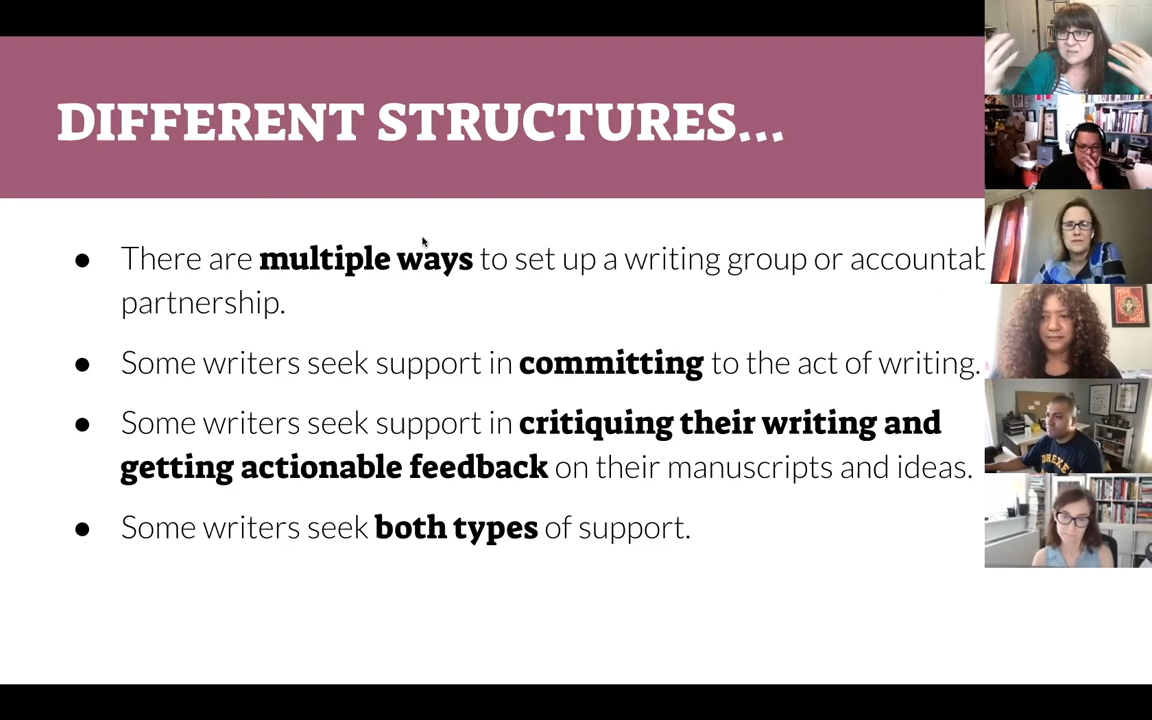 DIFFERENT STRUCTURES...
● There are multiple ways to set up a writing group or accountab
partnership.
● Some writers seek support in committing to the act of writing.
● Some writers seek support in critiquing their writing and
getting actionable feedback on their manuscripts and ideas.
● Some writers seek both types of support.